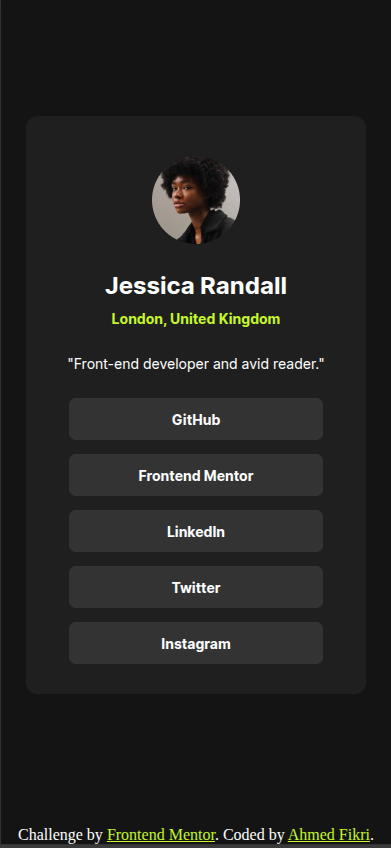 Jessica Randall
London, United Kingdom
"Front-end developer and avid reader."
GitHub
Frontend Mentor
LinkedIn
Twitter
Instagram
Challenge by Frontend Mentor. Coded by Ahmed Fikri.